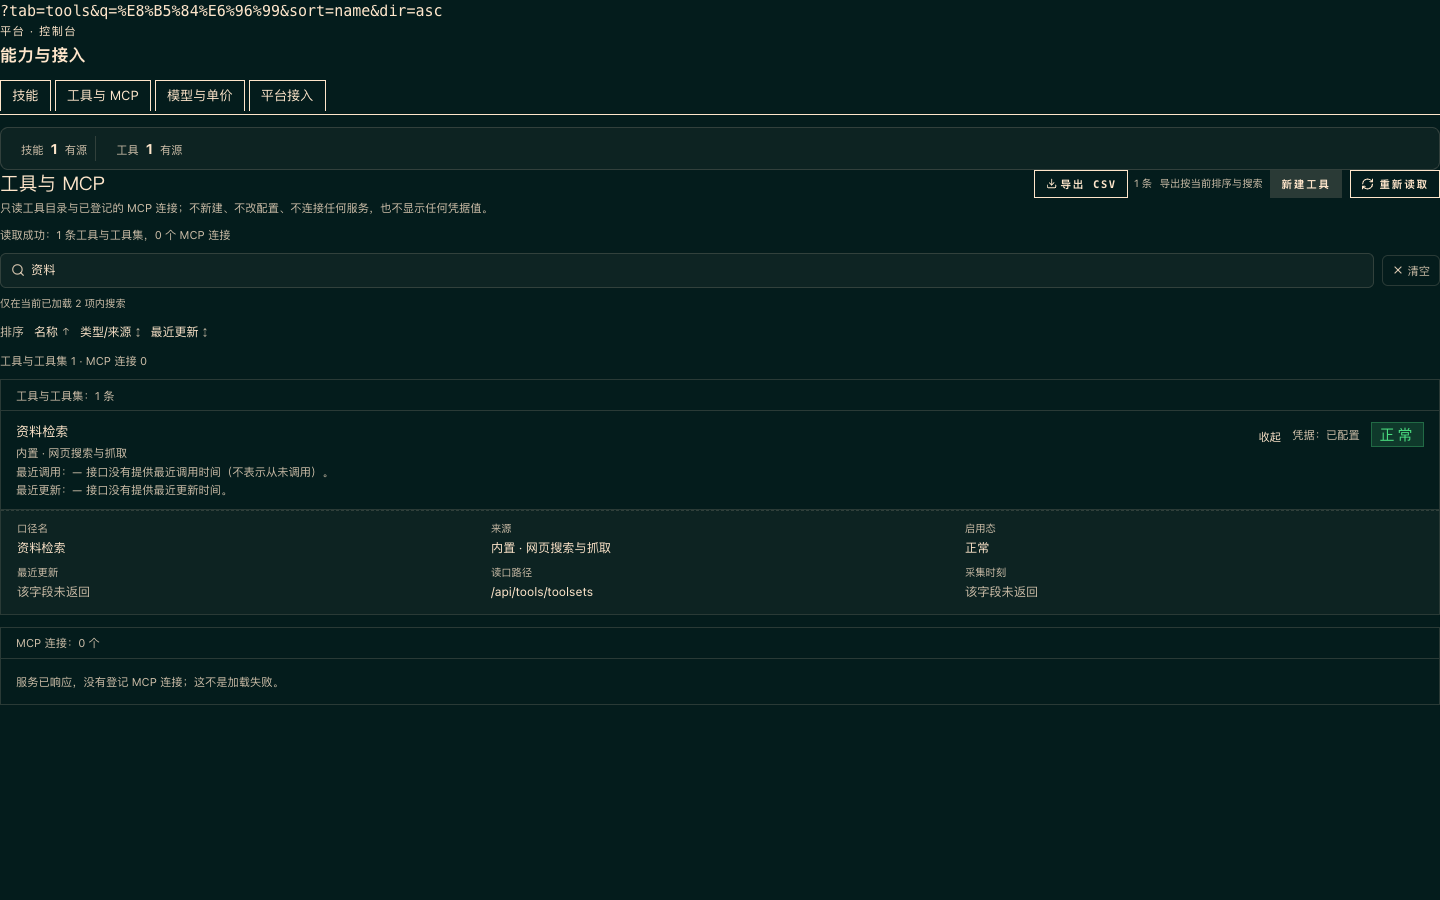 ?tab=tools&q=%E8%B5%84%E6%96%99&sort=name&dir=asc
平台 · 控制台
能力与接入
技能 工具与 MCP 模型与单价 平台接入
技能 1 有源 工具 1 有源
工具与 MCP
导出 CSV 1 条 导出按当前排序与搜索 新建工具 重新读取
只读工具目录与已登记的 MCP 连接；不新建、不改配置、不连接任何服务，也不显示任何凭据值。
读取成功：1 条工具与工具集，0 个 MCP 连接
资料 × 清空
仅在当前已加载 2 项内搜索
排序 名称 ↑ 类型/来源 ↕ 最近更新 ↕
工具与工具集 1 · MCP 连接 0
工具与工具集：1 条
资料检索
收起 凭据：已配置 正常
内置 · 网页搜索与抓取
最近调用：— 接口没有提供最近调用时间（不表示从未调用）。
最近更新：— 接口没有提供最近更新时间。
口径名 来源 启用态
资料检索 内置 · 网页搜索与抓取 正常
最近更新 读口路径 采集时刻
该字段未返回 /api/tools/toolsets 该字段未返回
MCP 连接：0 个
服务已响应，没有登记 MCP 连接；这不是加载失败。